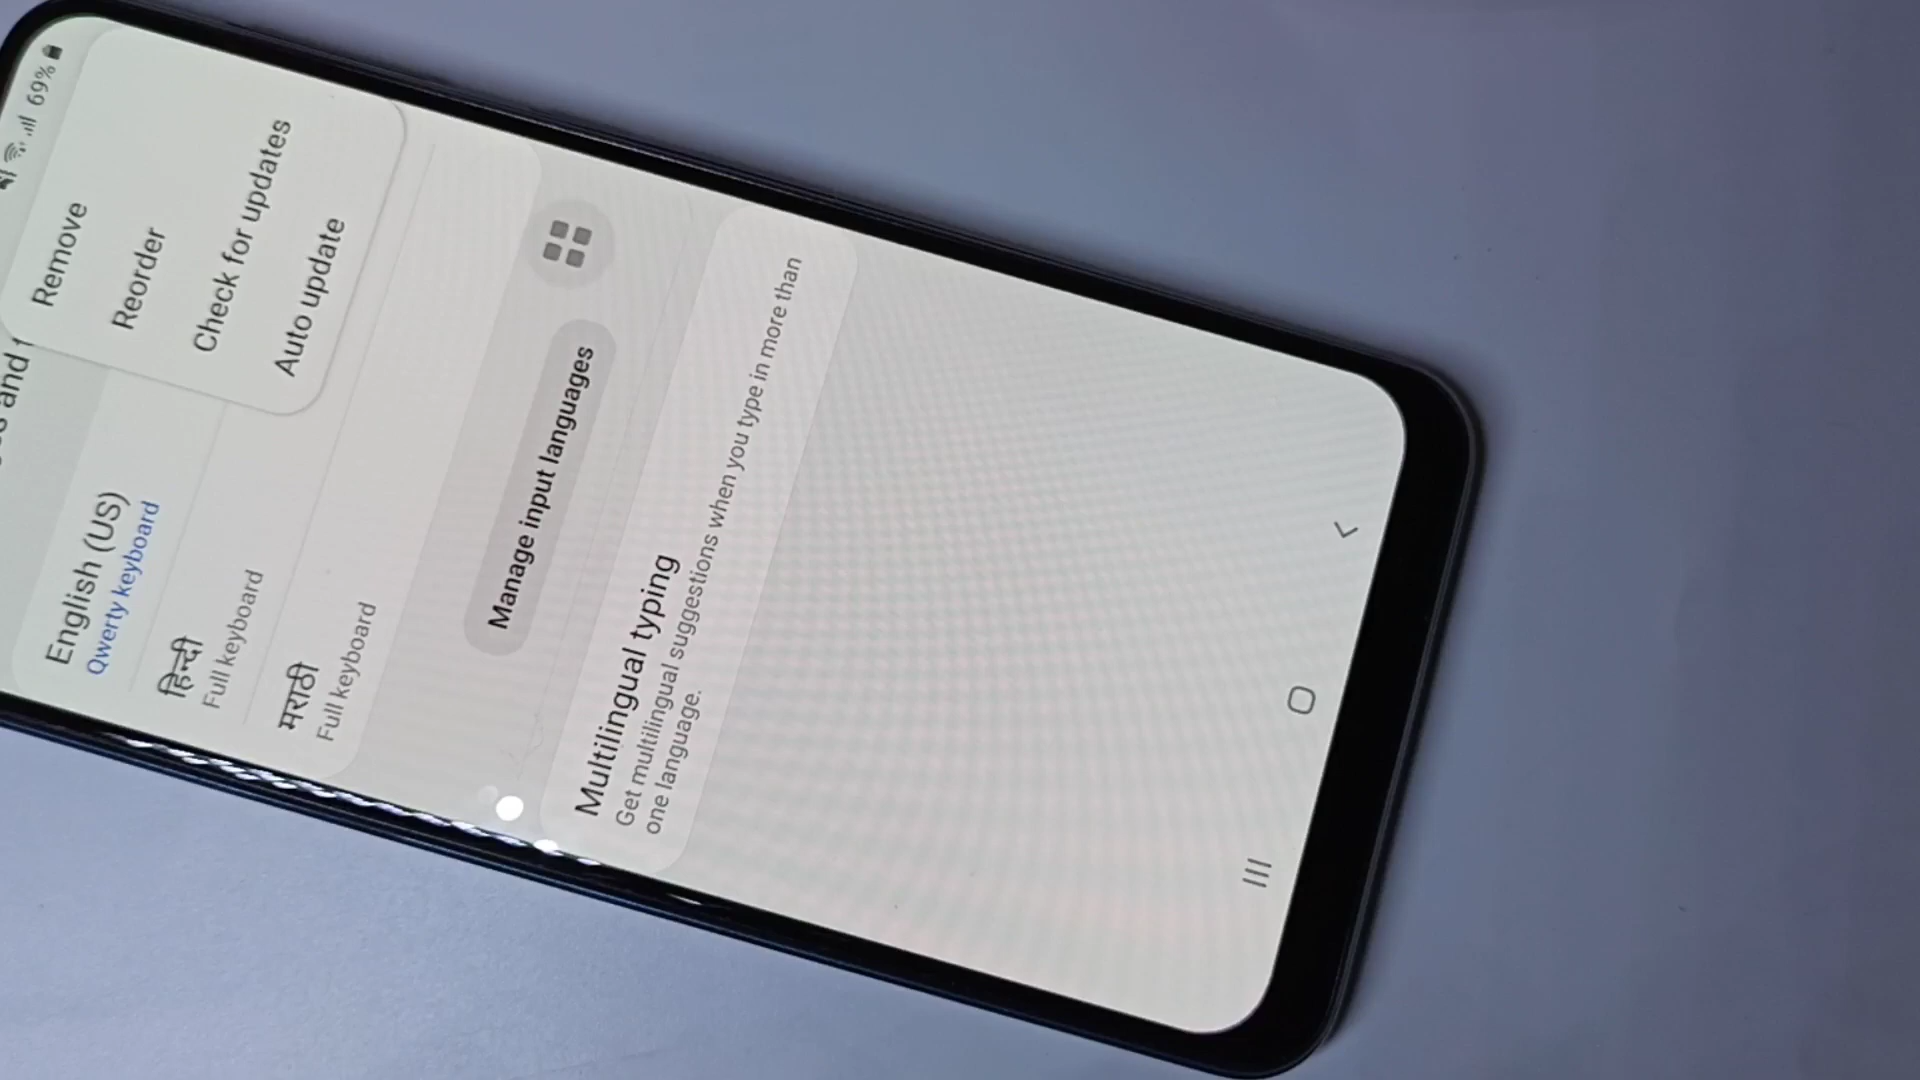 69%
Remove
Reorder
Check for updates
Auto update
and
English (US)
Qwerty keyboard
हिन्दी
Full keyboard
मराठी
Full keyboard
Manage input languages
Multilingual typing
Get multilingual suggestions when you type in more than
one language.